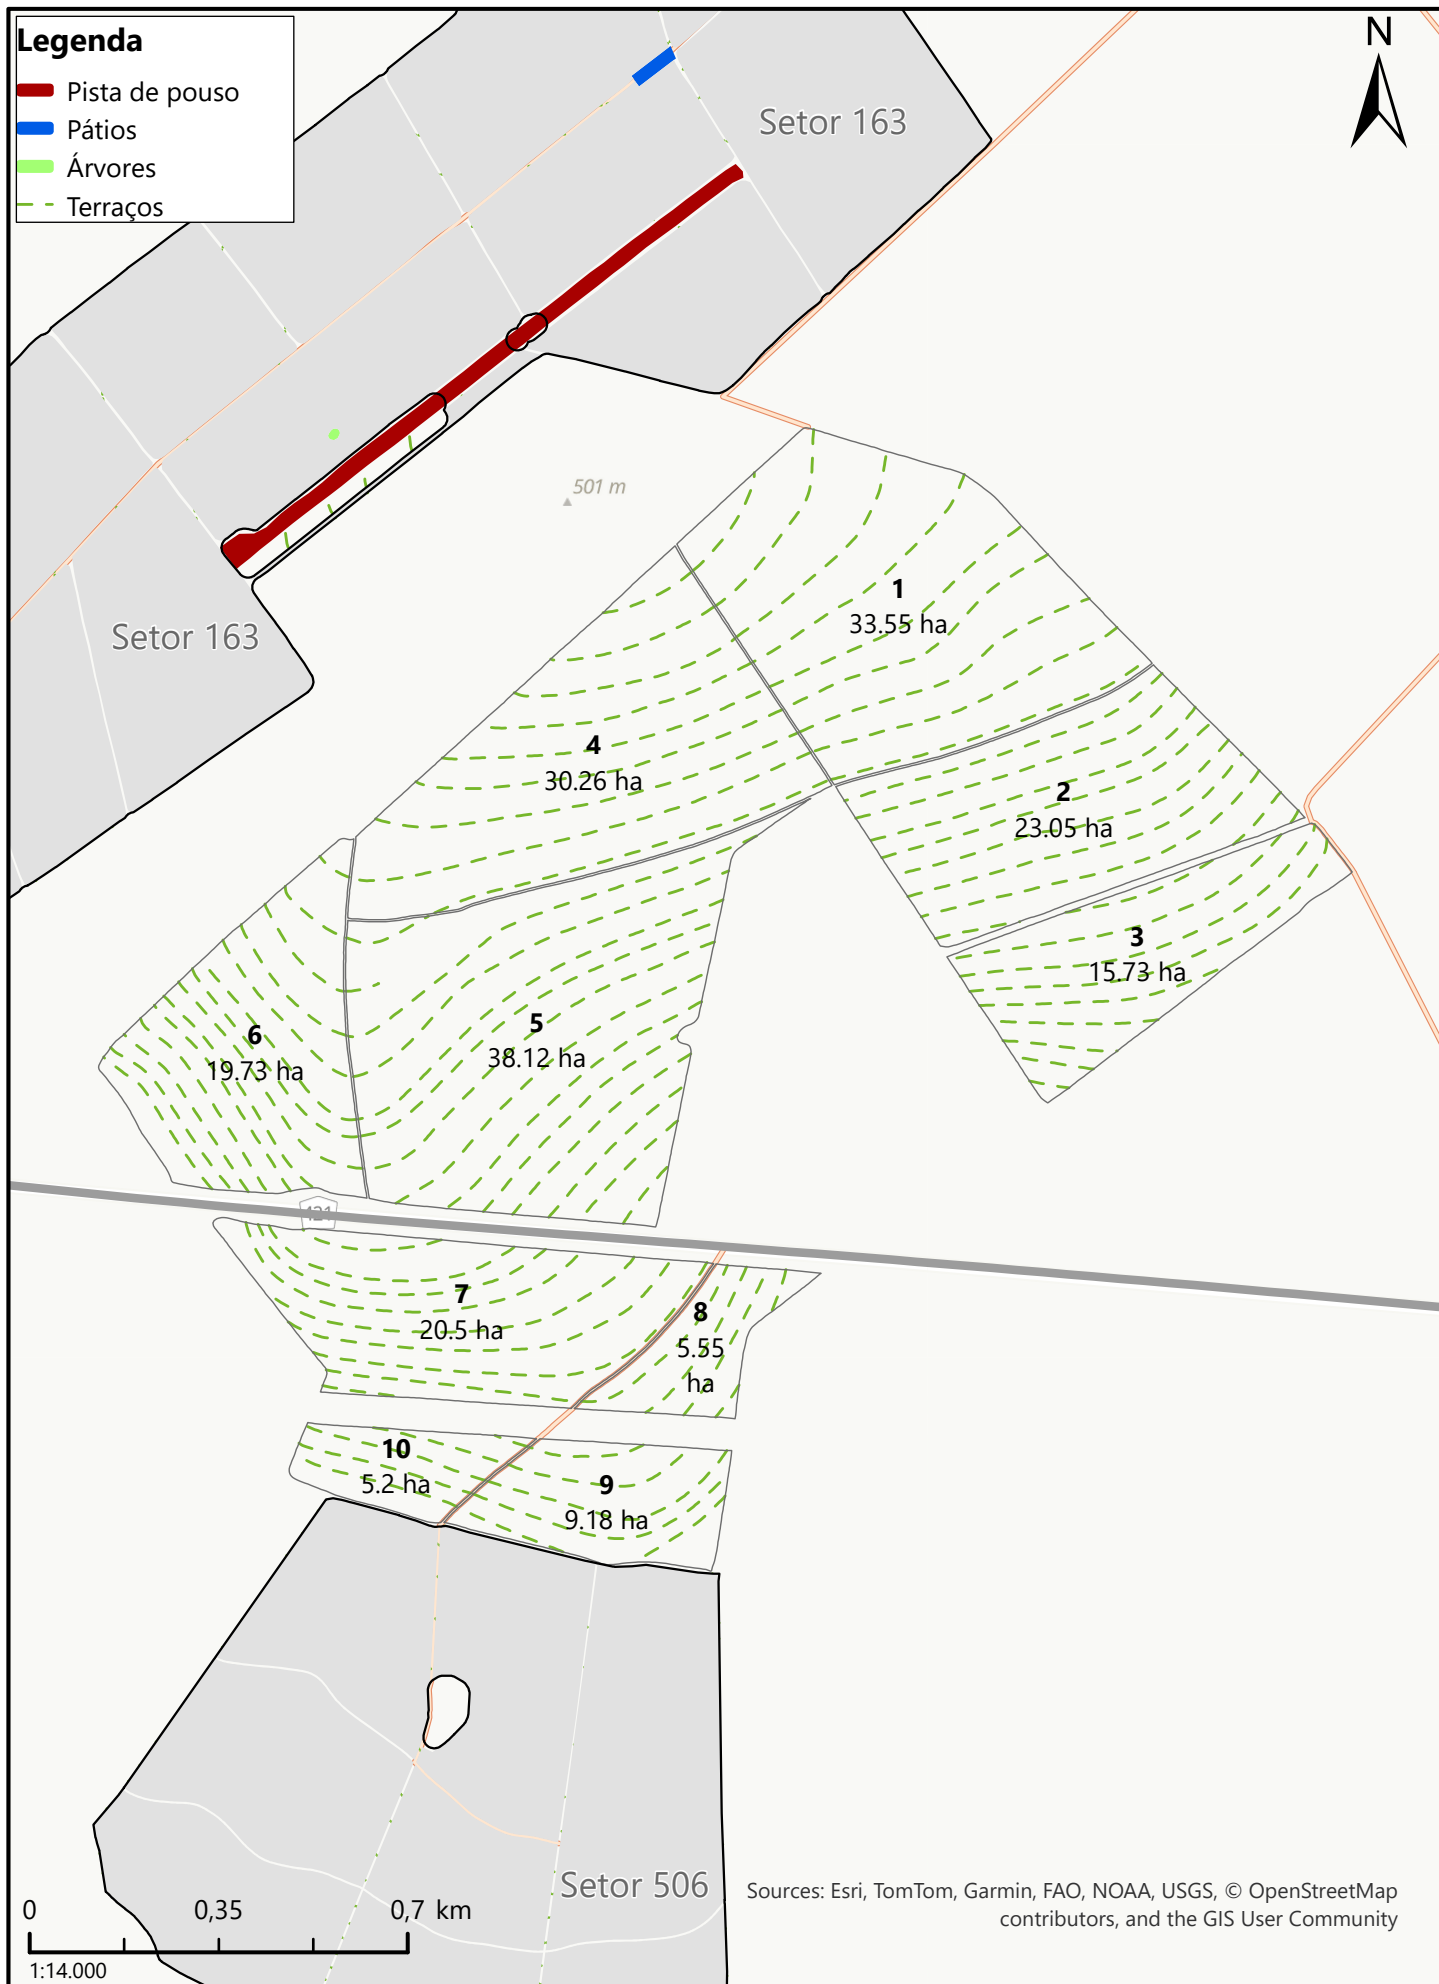 Legenda
Pista de pouso
Pátios
Árvores
Terraços
N
Setor 163
501 m
1
33.55 ha
Setor 163
4
30.26 ha
2
23.05 ha
3
15.73 ha
5
38.12 ha
6
19.73 ha
421
7
20.5 ha
8
5.55
ha
10
5.2 ha
9
9.18 ha
Setor 506
Sources: Esri, TomTom, Garmin, FAO, NOAA, USGS, © OpenStreetMap
contributors, and the GIS User Community
0 0,35 0,7 km
1:14.000